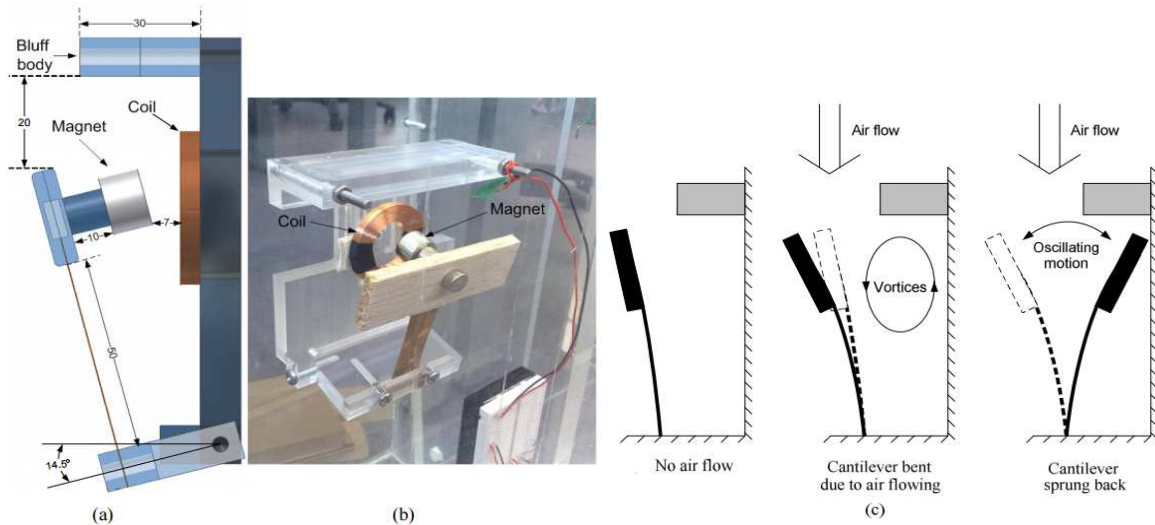 30
Bluff
body
20
Coil
Magnet
7
10
50
14.5°
(a)
Coil
Magnet
(b)
Air flow
Air flow
Vortices
Oscillating
motion
No air flow
Cantilever bent
due to air flowing
Cantilever
sprung back
(c)